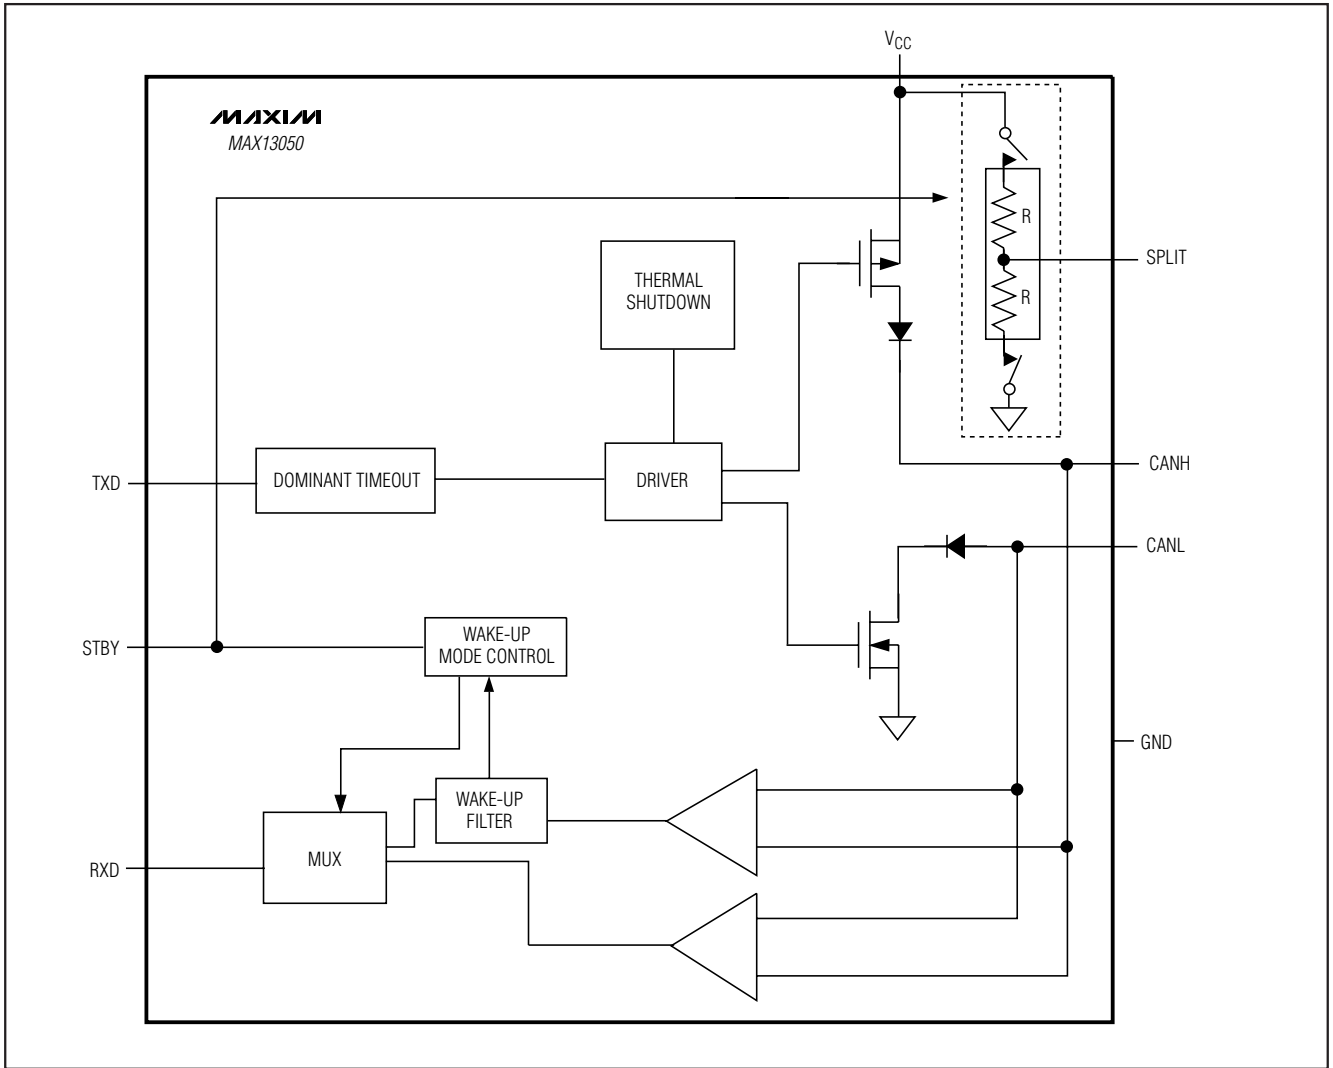 VCC
MAXIM
MAX13050
THERMAL
SHUTDOWN
R
SPLIT
R
TXD
DOMINANT TIMEOUT
DRIVER
CANH
CANL
STBY
WAKE-UP
MODE CONTROL
GND
WAKE-UP
FILTER
MUX
RXD